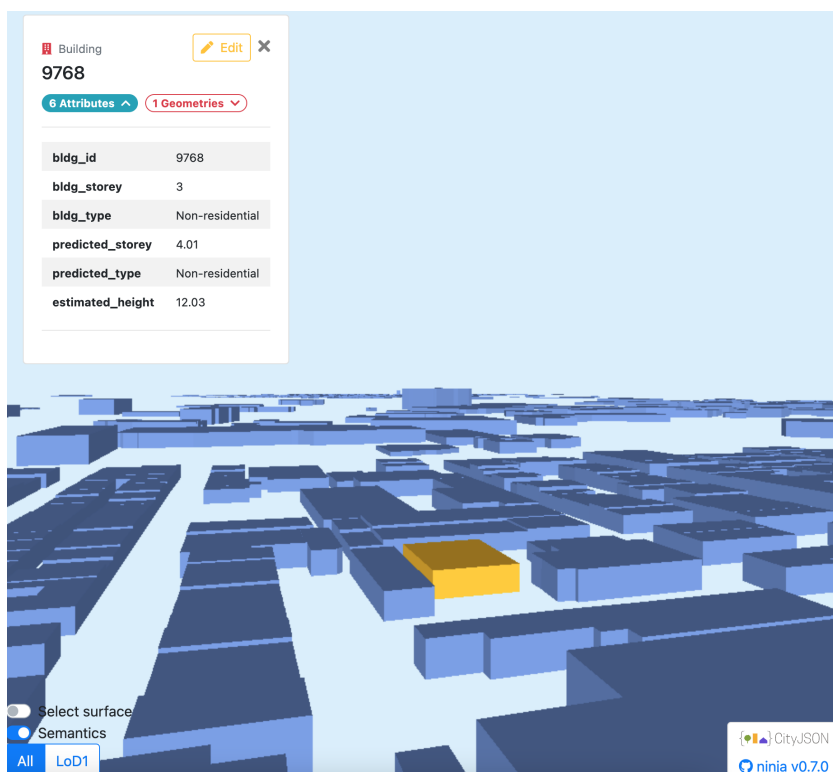 Building
Edit
9768
6 Attributes
1 Geometries
bldg_id 9768
bldg_storey 3
bldg_type Non-residential
predicted_storey 4.01
predicted_type Non-residential
estimated_height 12.03
Select surface
Semantics
All LoD1
{ } CityJSON
ninja v0.7.0